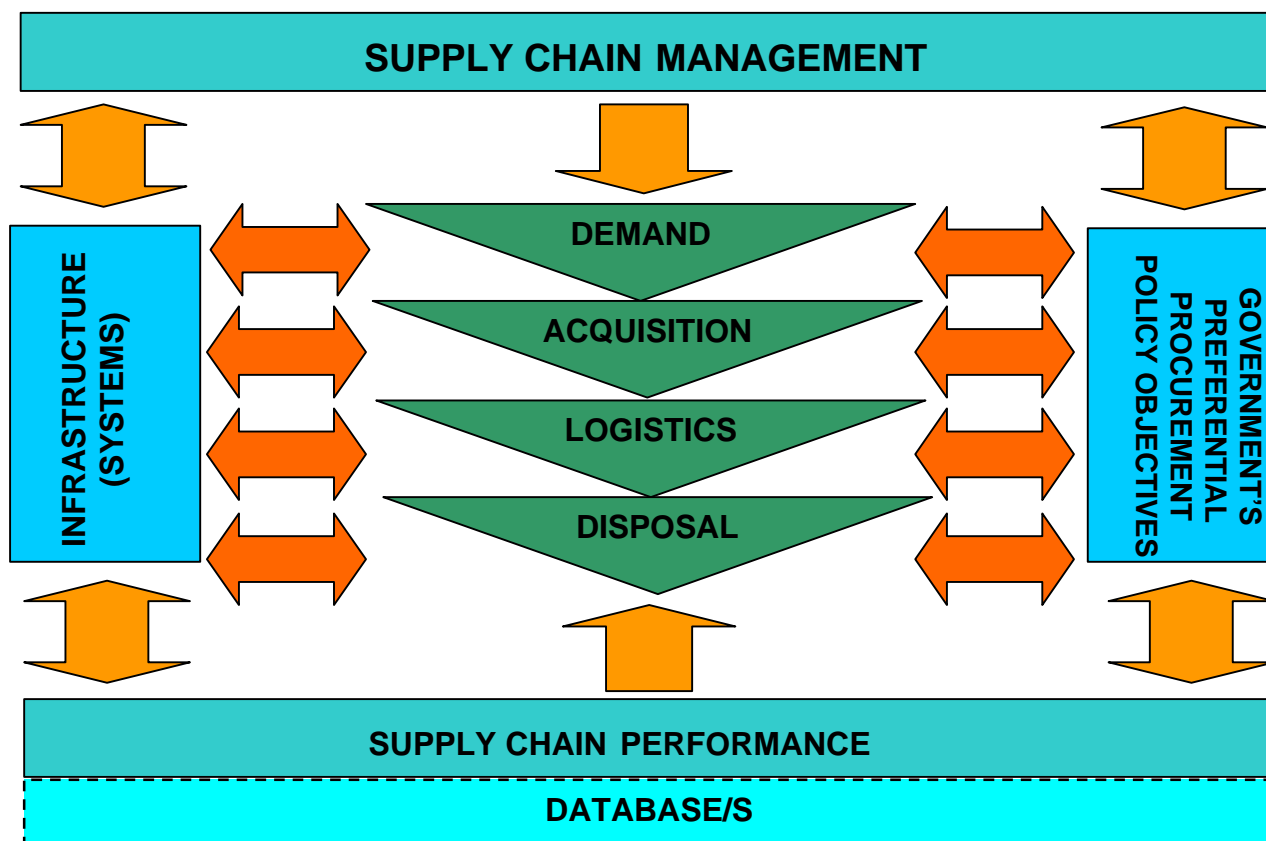 SUPPLY CHAIN MANAGEMENT
INFRASTRUCTURE
(SYSTEMS)
DEMAND
ACQUISITION
LOGISTICS
DISPOSAL
GOVERNMENT’S
PREFERENTIAL
PROCUREMENT
POLICY OBJECTIVES
SUPPLY CHAIN PERFORMANCE
DATABASE/S